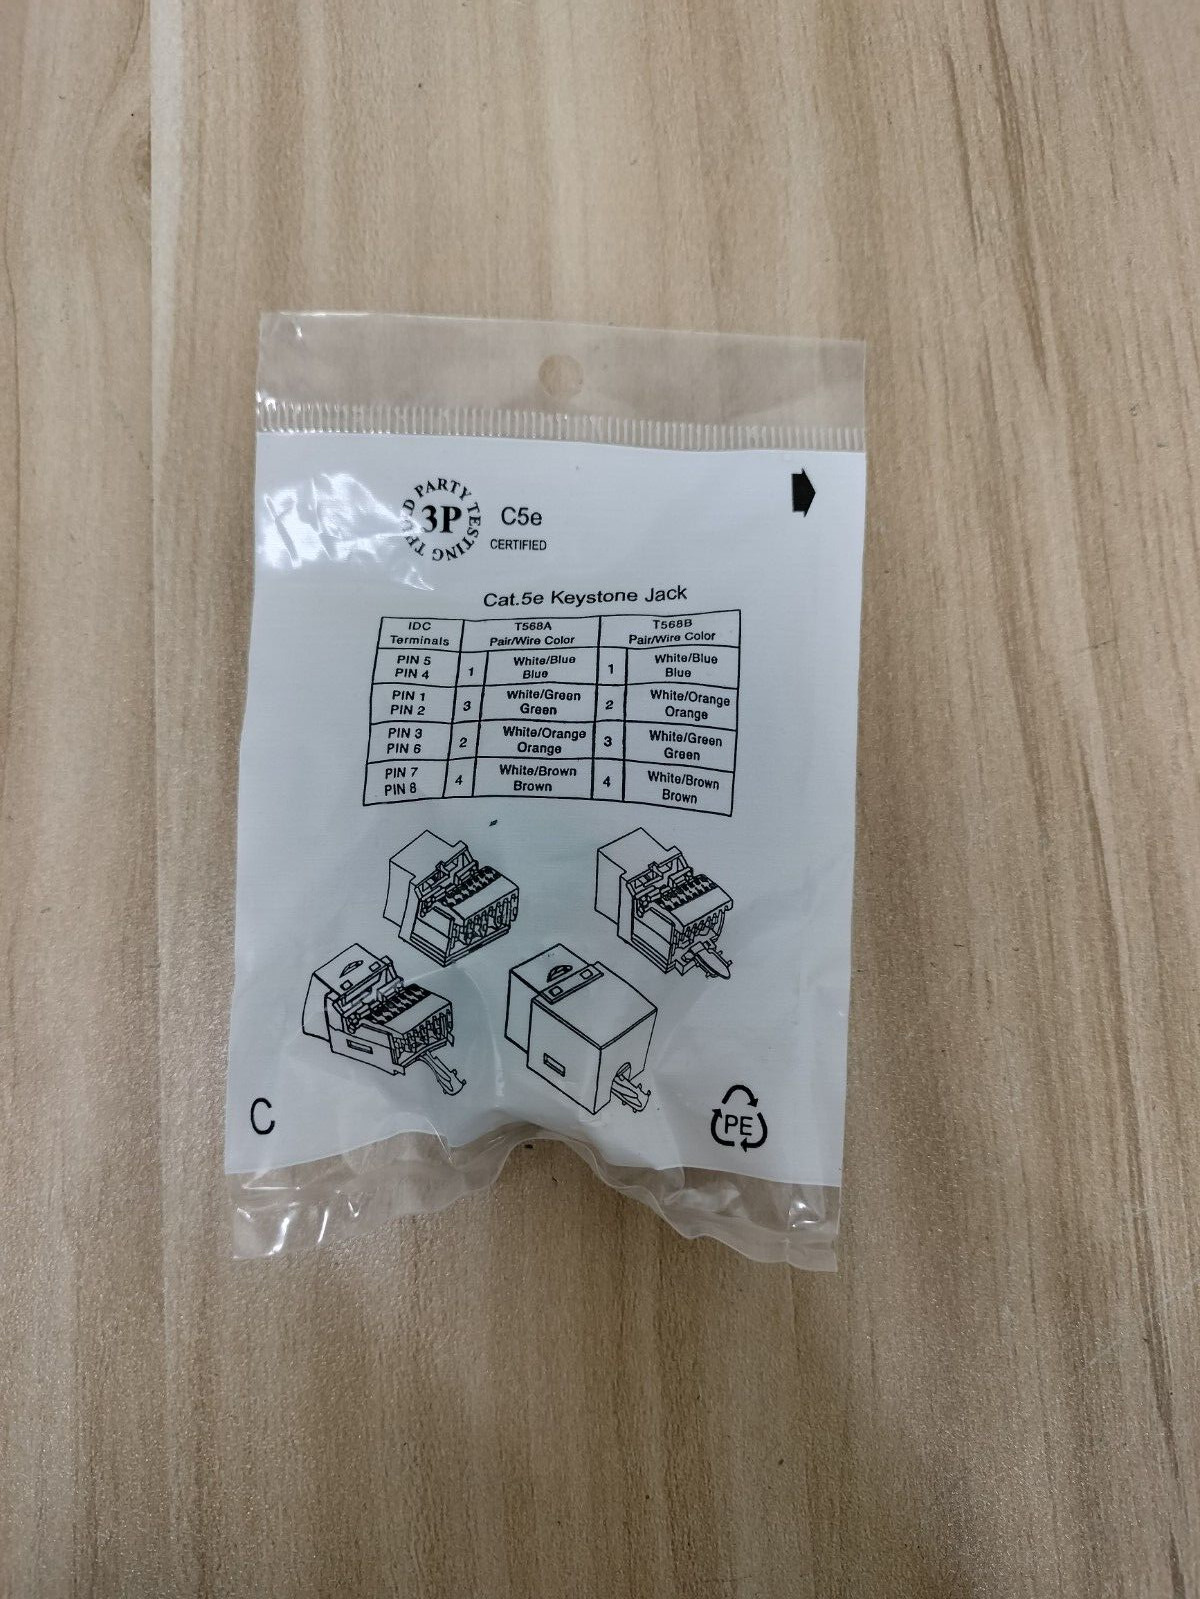 THIRD PARTY TESTING
3P
C5e
CERTIFIED
Cat.5e Keystone Jack
IDC Terminals T568A Pair/Wire Color T568B Pair/Wire Color
PIN 5 White/Blue White/Blue
PIN 4 1 Blue 1 Blue
PIN 1 White/Green White/Orange
PIN 2 3 Green 2 Orange
PIN 3 White/Orange White/Green
PIN 6 2 Orange 3 Green
PIN 7 White/Brown White/Brown
PIN 8 4 Brown 4 Brown
C
PE